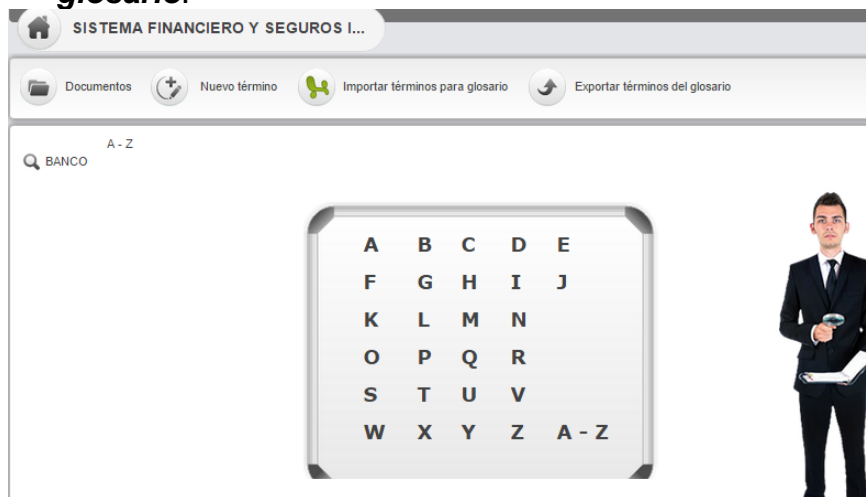 glosario.
SISTEMA FINANCIERO Y SEGUROS I...
Documentos Nuevo término Importar términos para glosario Exportar términos del glosario
A - Z
BANCO
A B C D E
F G H I J
K L M N
O P Q R
S T U V
W X Y Z A - Z